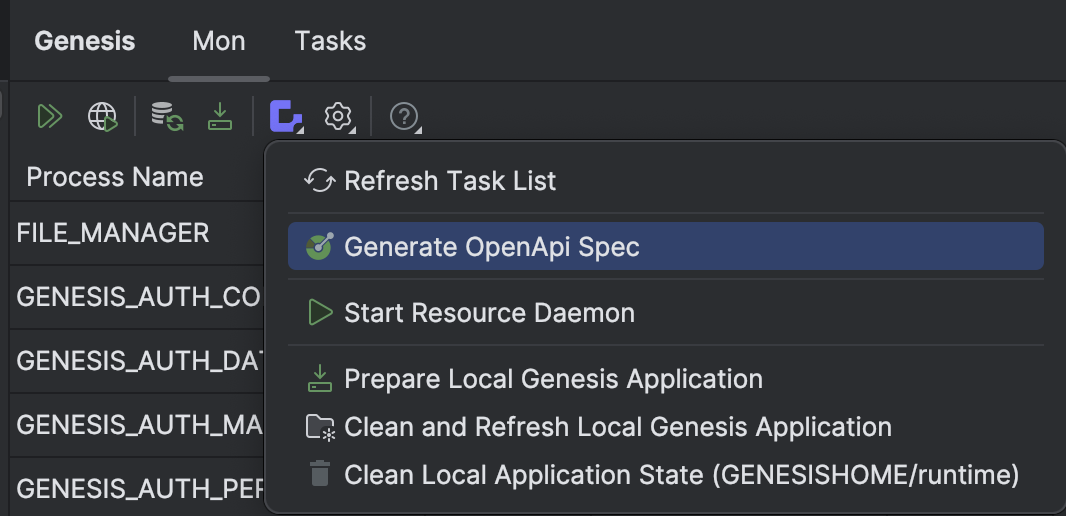 Genesis Mon Tasks
Process Name
FILE_MANAGER
GENESIS_AUTH_CO
GENESIS_AUTH_DAT
GENESIS_AUTH_MA
GENESIS_AUTH_PER
Refresh Task List
Generate OpenApi Spec
Start Resource Daemon
Prepare Local Genesis Application
Clean and Refresh Local Genesis Application
Clean Local Application State (GENESISHOME/runtime)